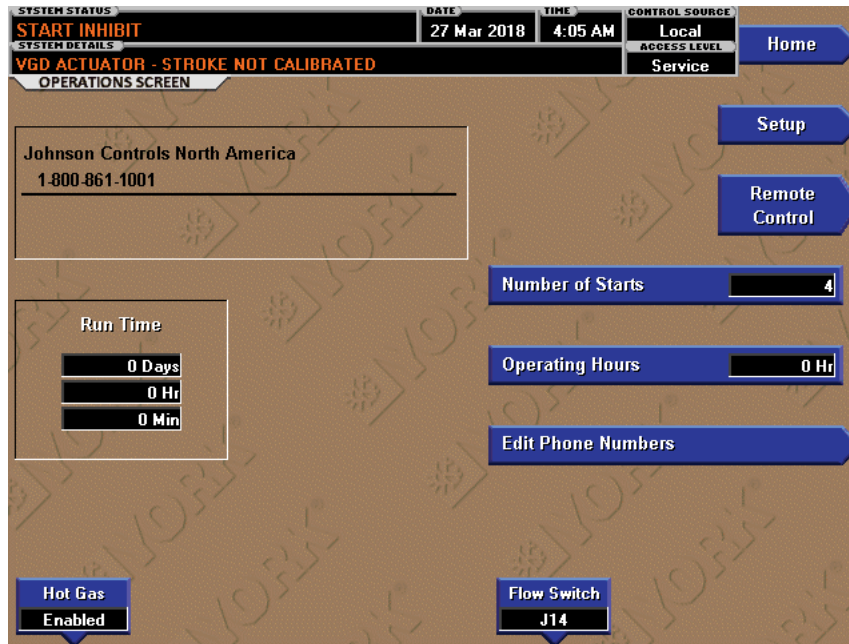 SYSTEM STATUS
START INHIBIT
DATE
27 Mar 2018
TIME
4:05 AM
CONTROL SOURCE
Local
SYSTEM DETAILS
VGD ACTUATOR - STROKE NOT CALIBRATED
ACCESS LEVEL
Service
Home
OPERATIONS SCREEN
Setup
Johnson Controls North America
1-800-861-1001
Remote
Control
Number of Starts 4
Run Time
0 Days
0 Hr
0 Min
Operating Hours 0 Hr
Edit Phone Numbers
Hot Gas
Enabled
Flow Switch
J14
YORK